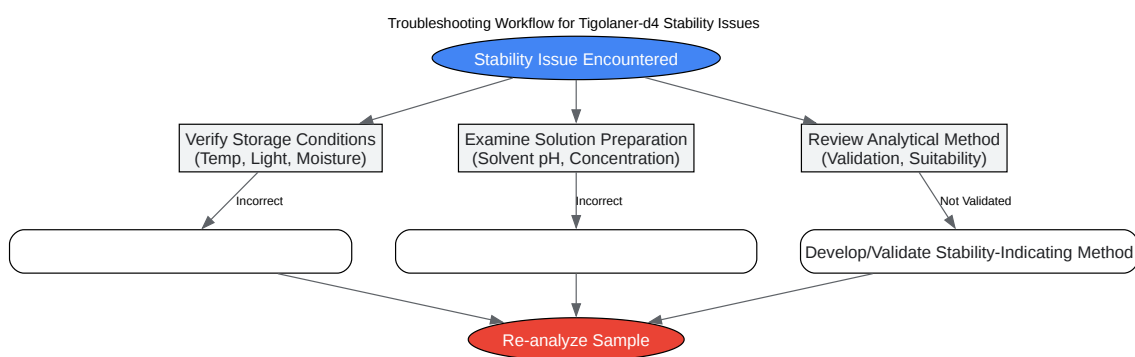 Troubleshooting Workflow for Tigolaner-d4 Stability Issues
Stability Issue Encountered
Verify Storage Conditions
(Temp, Light, Moisture)
Examine Solution Preparation
(Solvent pH, Concentration)
Review Analytical Method
(Validation, Suitability)
Incorrect
Incorrect
Not Validated
Develop/Validate Stability-Indicating Method
Re-analyze Sample